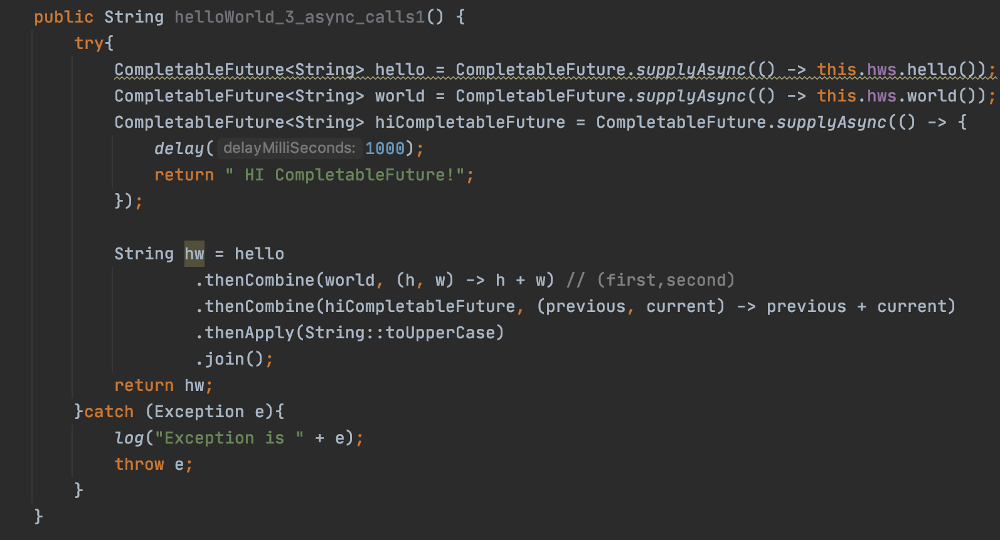 public String helloWorld_3_async_calls1() {
try{
CompletableFuture<String> hello = CompletableFuture.supplyAsync(() -> this.hws.hello());
CompletableFuture<String> world = CompletableFuture.supplyAsync(() -> this.hws.world());
CompletableFuture<String> hiCompletableFuture = CompletableFuture.supplyAsync(() -> {
delay( delayMilliSeconds: 1000);
return " HI CompletableFuture!";
});
String hw = hello
.thenCombine(world, (h, w) -> h + w) // (first,second)
.thenCombine(hiCompletableFuture, (previous, current) -> previous + current)
.thenApply(String::toUpperCase)
.join();
return hw;
}catch (Exception e){
log("Exception is " + e);
throw e;
}
}